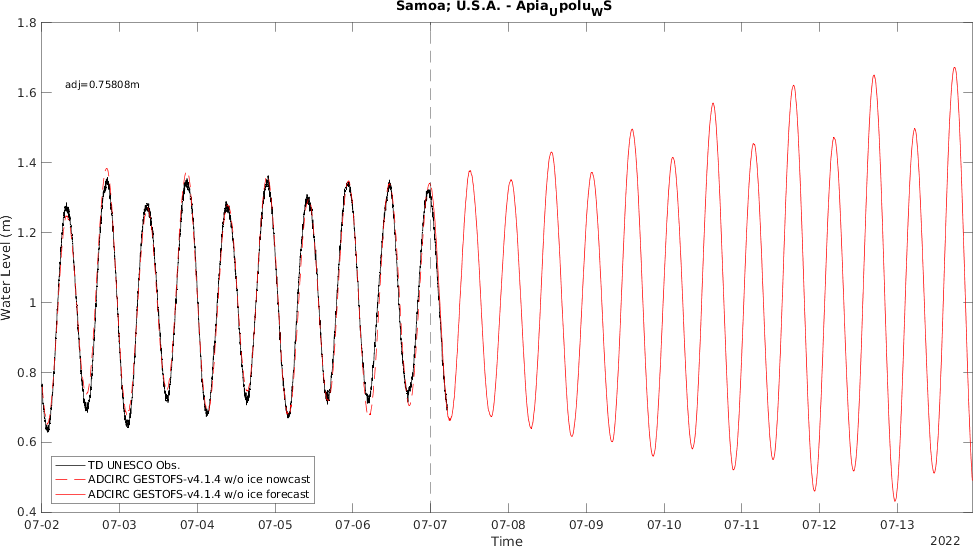 Samoa; U.S.A. - ApiaUpoluWS
1.8
adj=0.75808m
1.6
1.4
1.2
1
0.8
0.6
0.4
Water Level (m)
TD UNESCO Obs.
ADCIRC GESTOFS-v4.1.4 w/o ice nowcast
ADCIRC GESTOFS-v4.1.4 w/o ice forecast
07-02 07-03 07-04 07-05 07-06 07-07 07-08 07-09 07-10 07-11 07-12 07-13
Time
2022